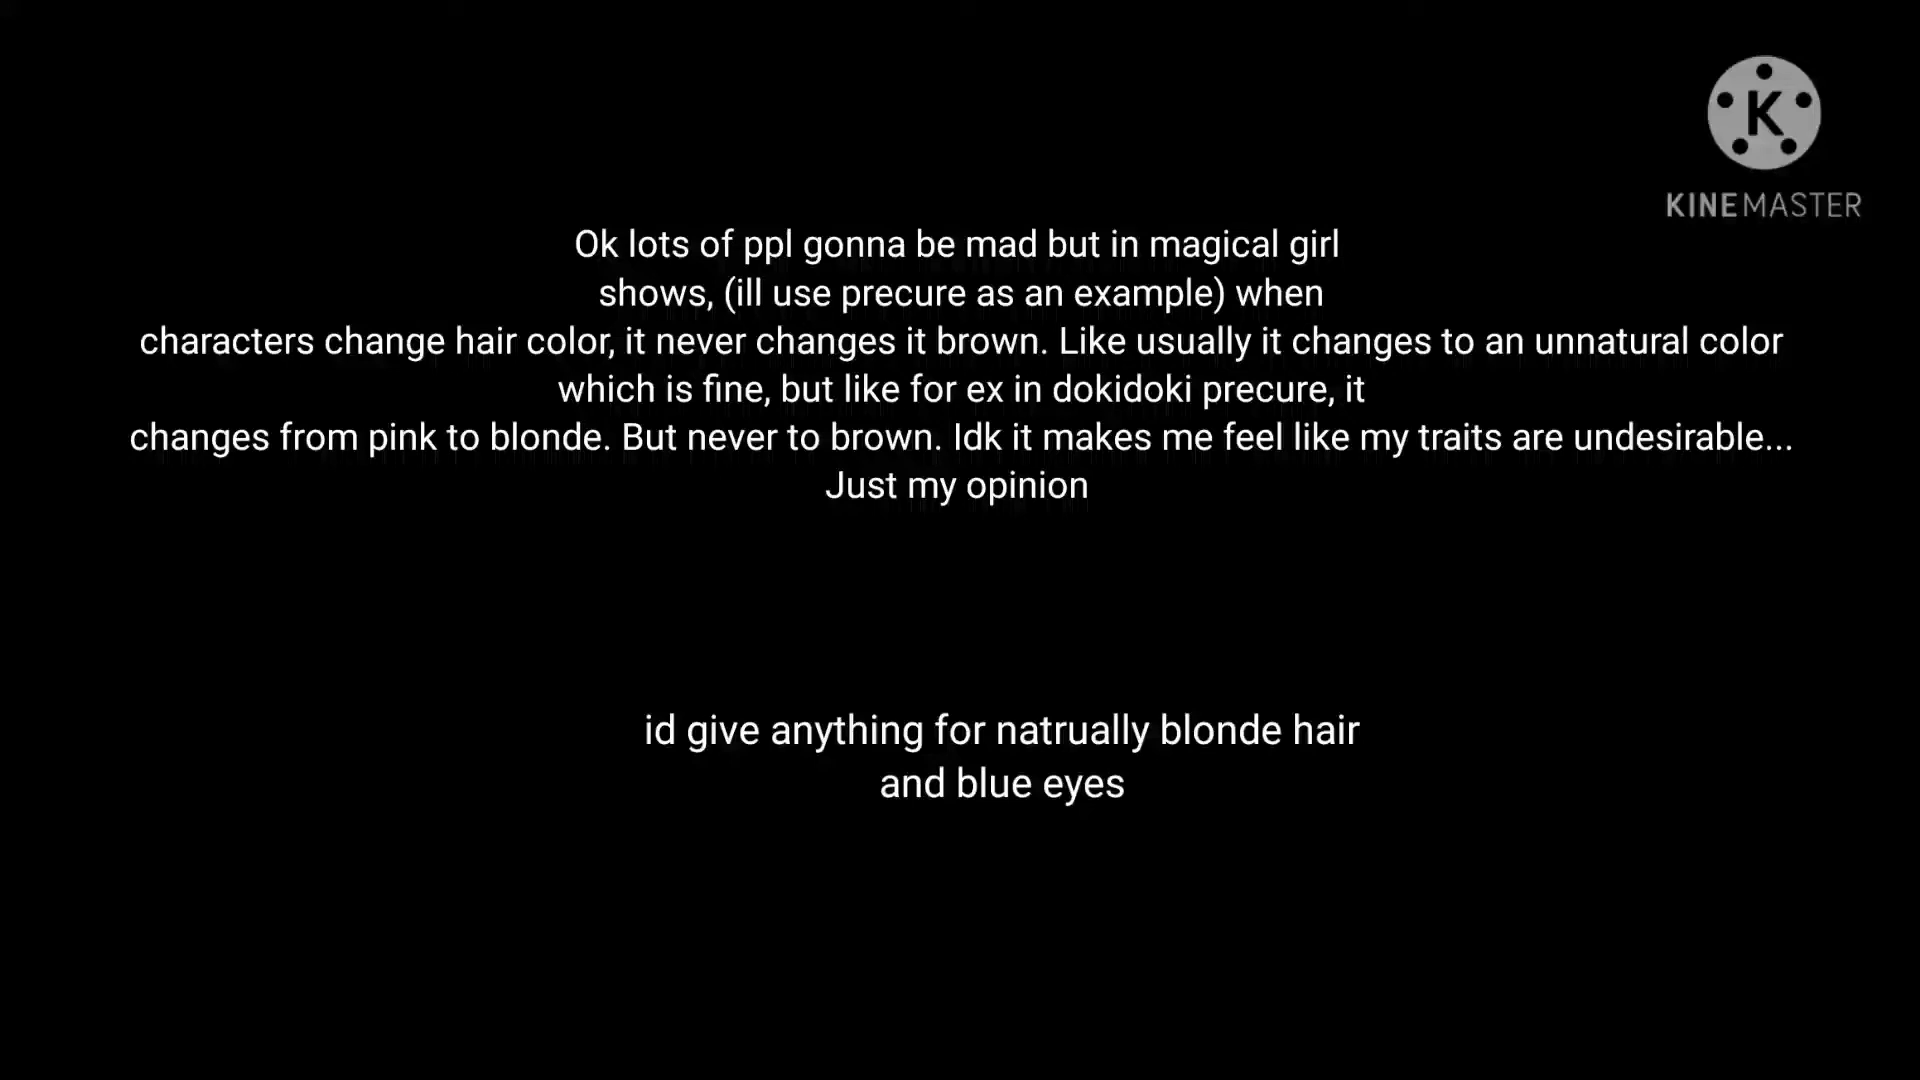 KINEMASTER
Ok lots of ppl gonna be mad but in magical girl
shows, (ill use precure as an example) when
characters change hair color, it never changes it brown. Like usually it changes to an unnatural color
which is fine, but like for ex in dokidoki precure, it
changes from pink to blonde. But never to brown. Idk it makes me feel like my traits are undesirable...
Just my opinion
id give anything for natrually blonde hair
and blue eyes